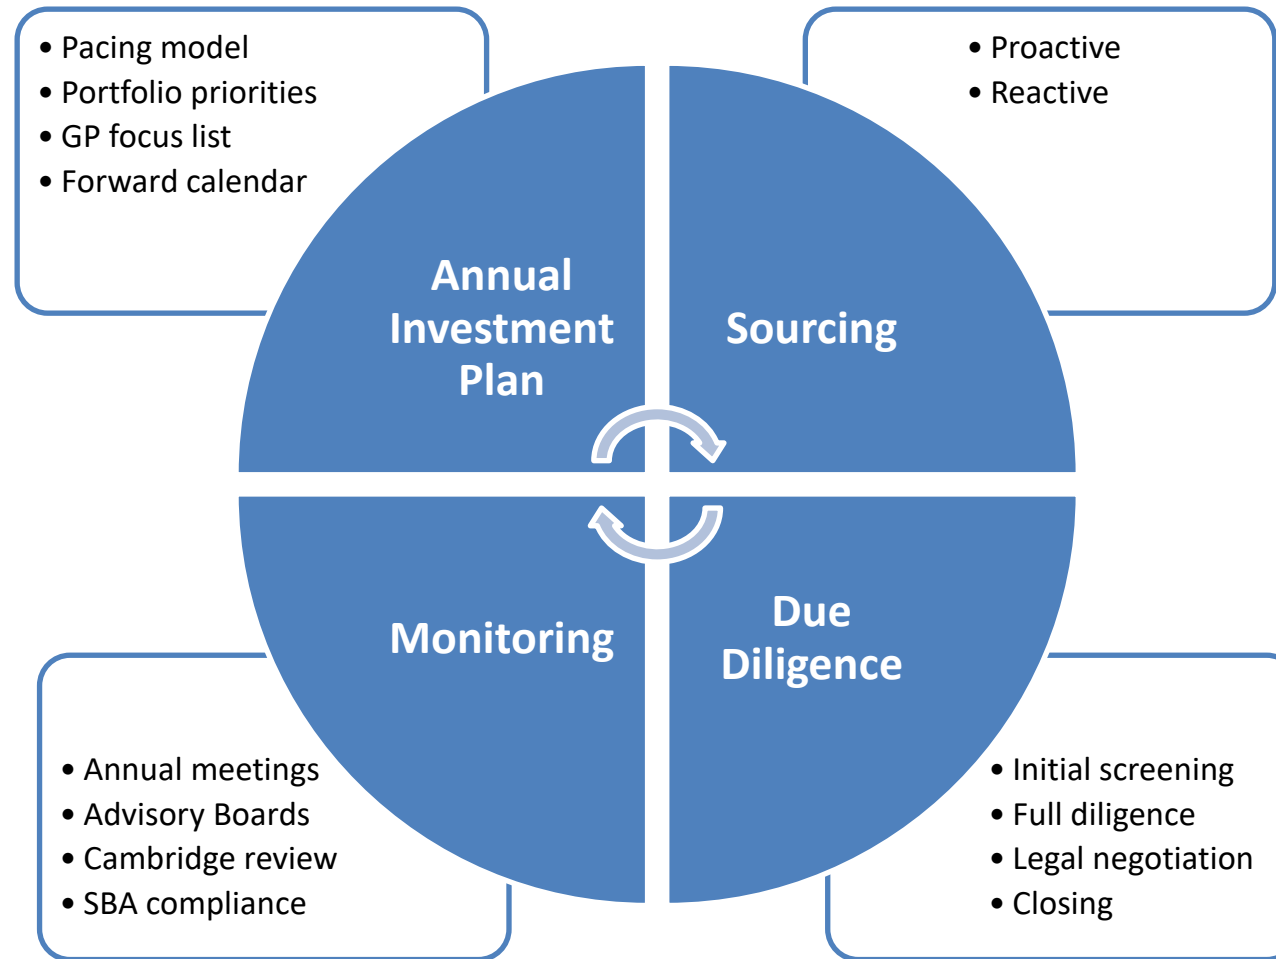 • Pacing model
• Portfolio priorities
• GP focus list
• Forward calendar
• Proactive
• Reactive
Annual
Investment
Plan
Sourcing
Monitoring
Due
Diligence
• Annual meetings
• Advisory Boards
• Cambridge review
• SBA compliance
• Initial screening
• Full diligence
• Legal negotiation
• Closing